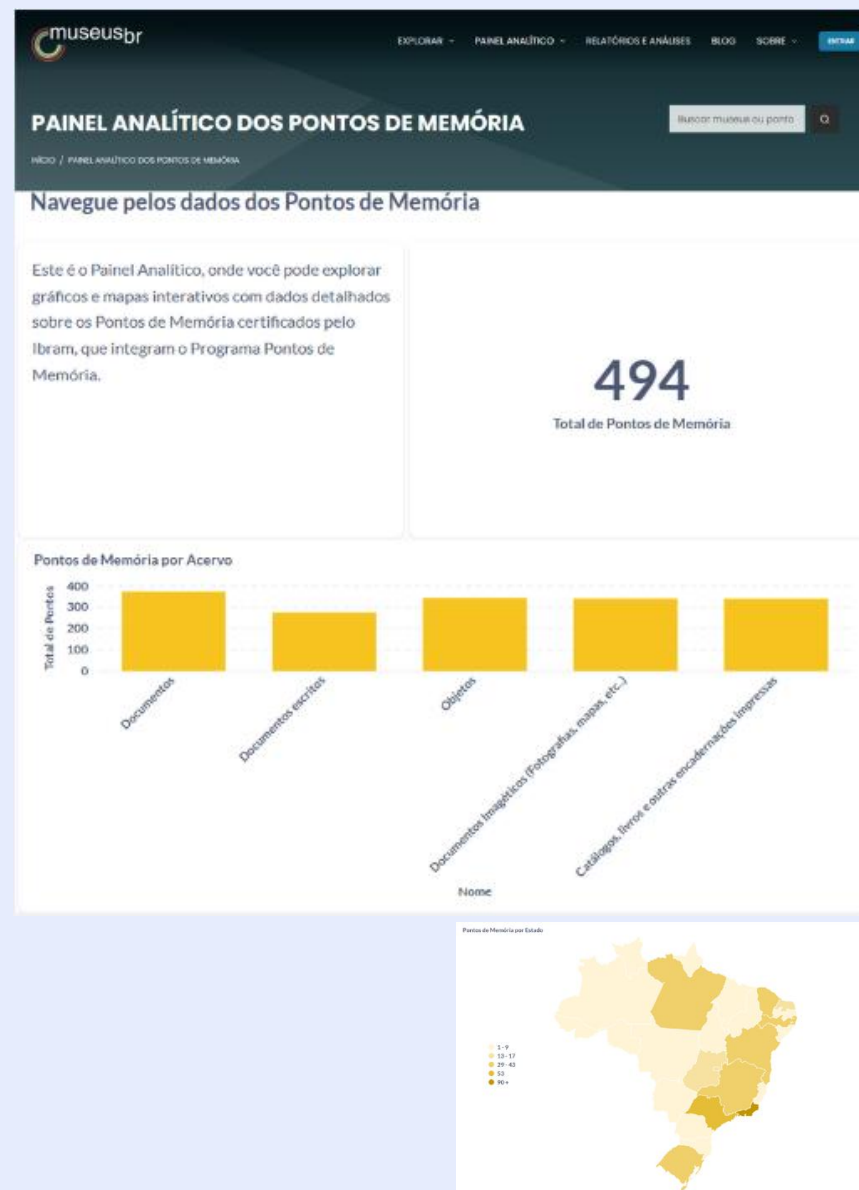 museusbr
EXPLORAR PAINEL ANALÍTICO RELATÓRIOS E ANÁLISES BLOG SOBRE ENTRAR
PAINEL ANALÍTICO DOS PONTOS DE MEMÓRIA
Buscar museus ou ponto
INÍCIO / PAINEL ANALÍTICO DOS PONTOS DE MEMÓRIA
Navegue pelos dados dos Pontos de Memória
Este é o Painel Analítico, onde você pode explorar
gráficos e mapas interativos com dados detalhados
sobre os Pontos de Memória certificados pelo
Ibram, que integram o Programa Pontos de
Memória.
494
Total de Pontos de Memória
Pontos de Memória por Acervo
Total de Pontos
400
300
200
100
0
Documentos
Documentos escritos
Objetos
Documentos Imagéticos (Fotografias, mapas, etc..)
Catálogos, livros e outras encadernações impressas
Nome
Pontos de Memória por Estado
1 - 9
13 - 17
29 - 43
53
90 +